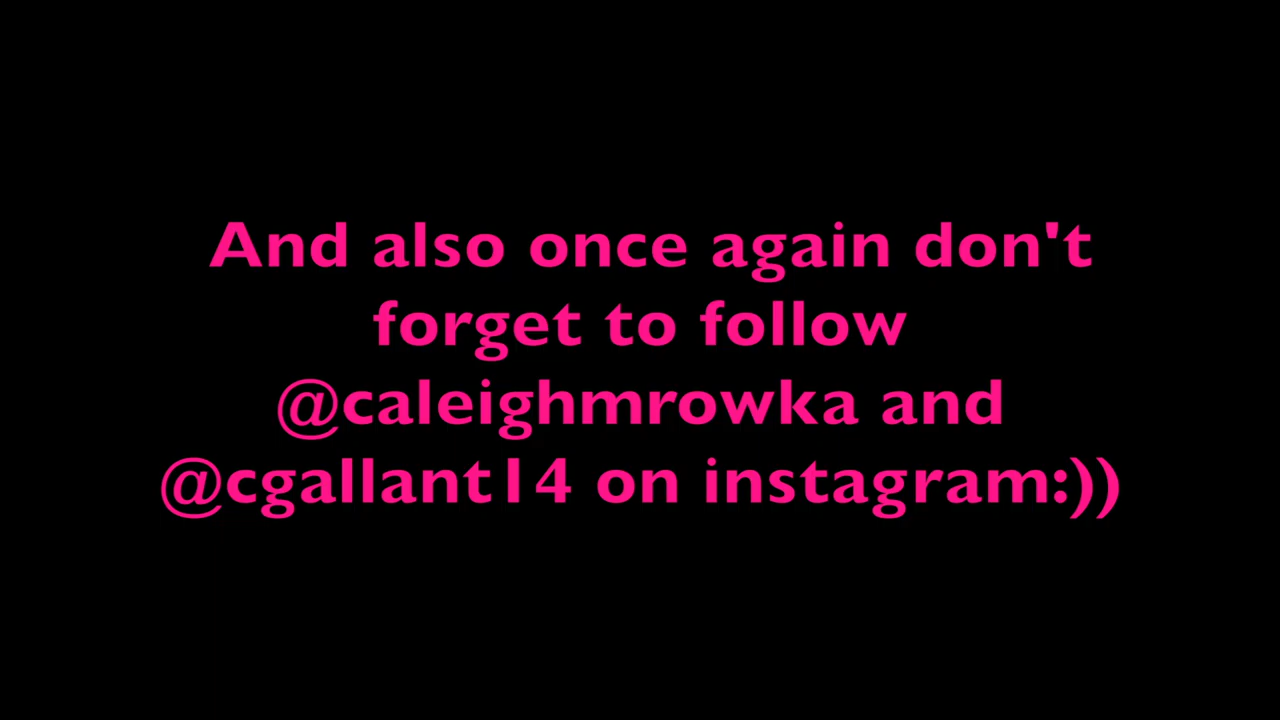 And also once again don't
forget to follow
@caleighmrowka and
@cgallant14 on instagram:))